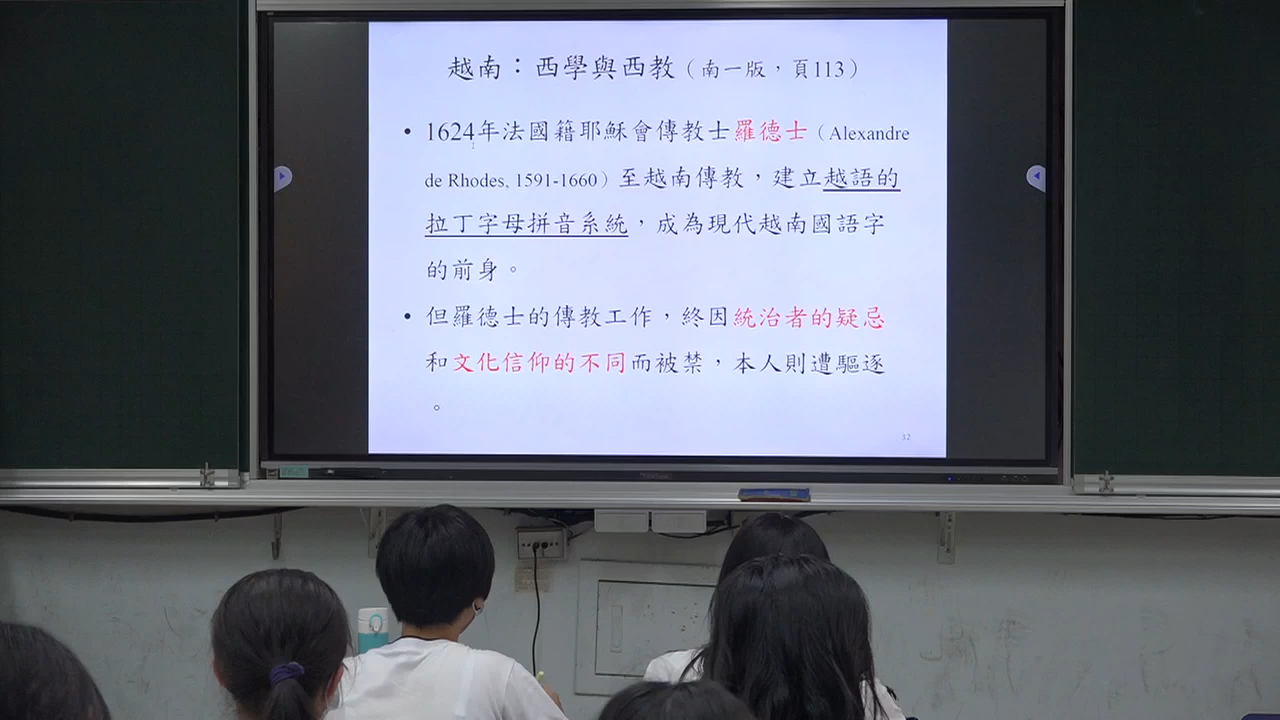 越南：西學與西教（南一版，頁113）
• 1624年法國籍耶穌會傳教士羅德士（Alexandre
de Rhodes, 1591-1660）至越南傳教，建立越語的
拉丁字母拼音系統，成為現代越南國語字
的前身。
• 但羅德士的傳教工作，終因統治者的疑忌
和文化信仰的不同而被禁，本人則遭驅逐
。
32